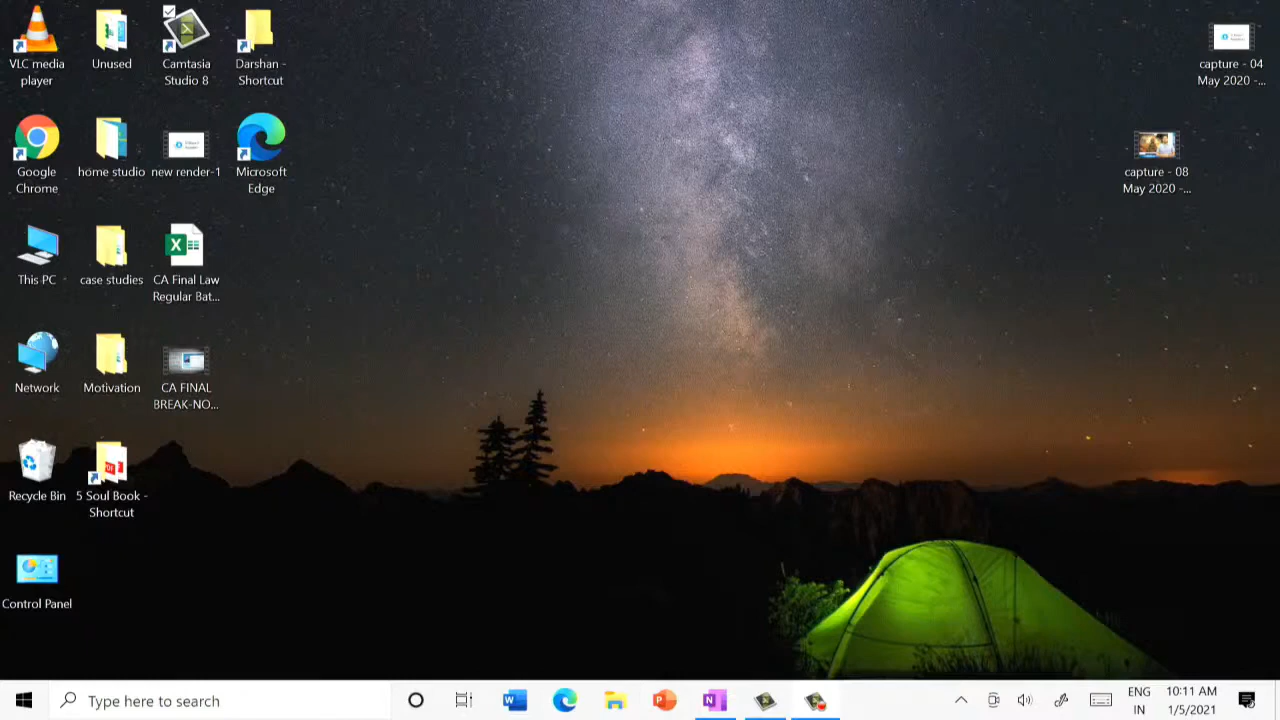 VLC media
player
Unused
Camtasia
Studio 8
Darshan -
Shortcut
capture - 04
May 2020 -...
Google
Chrome
home studio
new render-1
Microsoft
Edge
capture - 08
May 2020 -...
This PC
case studies
CA Final Law
Regular Bat...
Network
Motivation
CA FINAL
BREAK-NO...
Recycle Bin
5 Soul Book -
Shortcut
Control Panel
Type here to search
ENG
IN
10:11 AM
1/5/2021